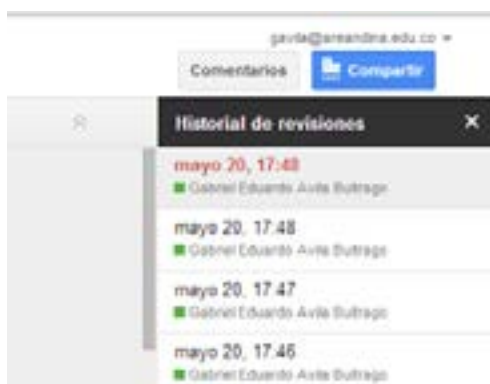 gavila@areandina.edu.co
Comentarios Compartir
Historial de revisiones ×
mayo 20, 17:48
Gabriel Eduardo Avila Buitrago
mayo 20, 17:48
Gabriel Eduardo Avila Buitrago
mayo 20, 17:47
Gabriel Eduardo Avila Buitrago
mayo 20, 17:46
Gabriel Eduardo Avila Buitrago